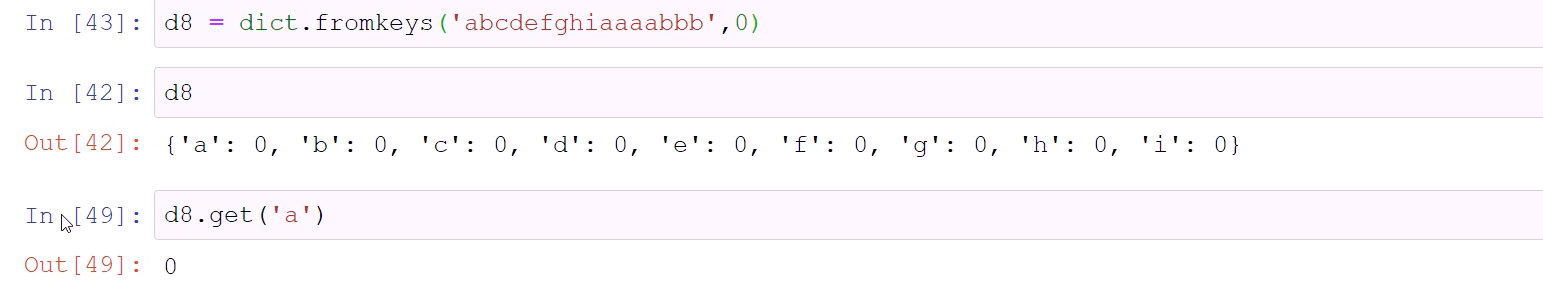 In [43]: d8 = dict.fromkeys('abcdefghiaaaabbb',0)
In [42]: d8
Out[42]: {'a': 0, 'b': 0, 'c': 0, 'd': 0, 'e': 0, 'f': 0, 'g': 0, 'h': 0, 'i': 0}
In [49]: d8.get('a')
Out[49]: 0